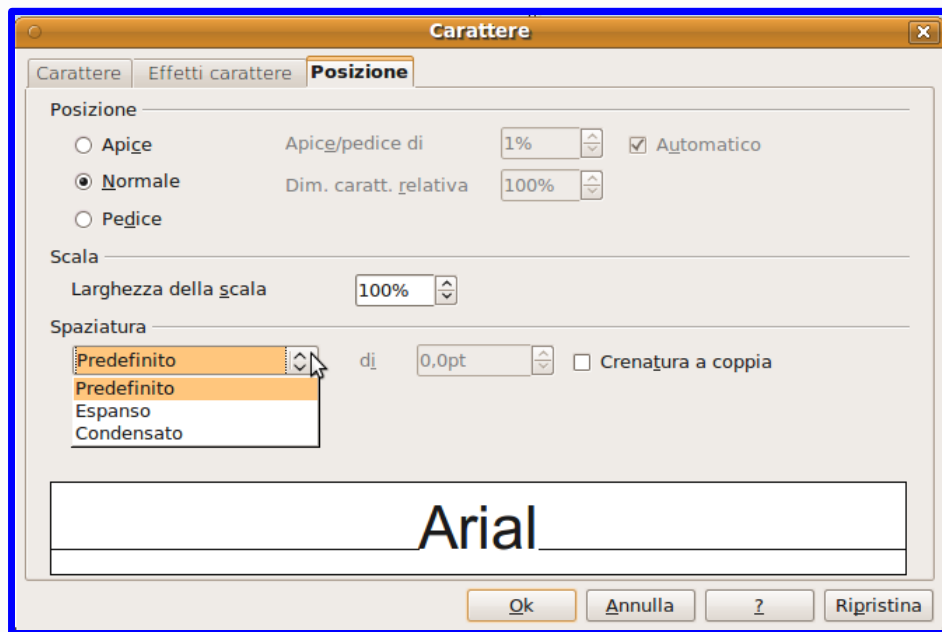 Carattere
Carattere Effetti carattere Posizione
Posizione
Apice Apice/pedice di 1% Automatico
Normale Dim. caratt. relativa 100%
Pedice
Scala
Larghezza della scala 100%
Spaziatura
Predefinito di 0,0pt Crenatura a coppia
Predefinito
Espanso
Condensato
Arial
Ok Annulla ? Ripristina